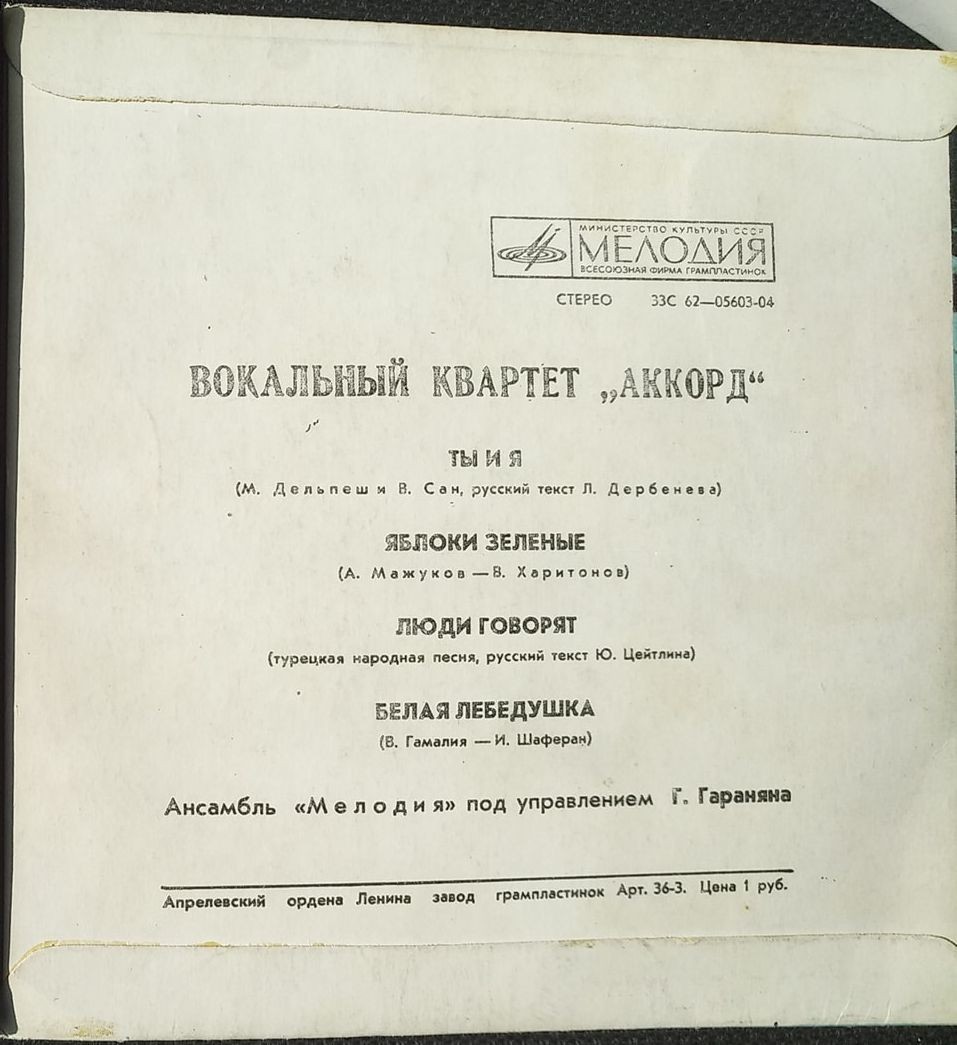 МИНИСТЕРСТВО КУЛЬТУРЫ СССР
МЕЛОДИЯ
ВСЕСОЮЗНАЯ ФИРМА ГРАМПЛАСТИНОК
СТЕРЕО 33С 62—05603-04
ВОКАЛЬНЫЙ КВАРТЕТ „АККОРД“
ТЫ И Я
(М. Дельпеш и В. Сан, русский текст Л. Дербенева)
ЯБЛОКИ ЗЕЛЕНЫЕ
(А. Мажуков — В. Харитонов)
ЛЮДИ ГОВОРЯТ
(турецкая народная песня, русский текст Ю. Цейтлина)
БЕЛАЯ ЛЕБЕДУШКА
(В. Гамалия — И. Шаферан)
Ансамбль «Мелодия» под управлением Г. Гараняна
Апрелевский ордена Ленина завод грампластинок Арт. 36-3. Цена 1 руб.